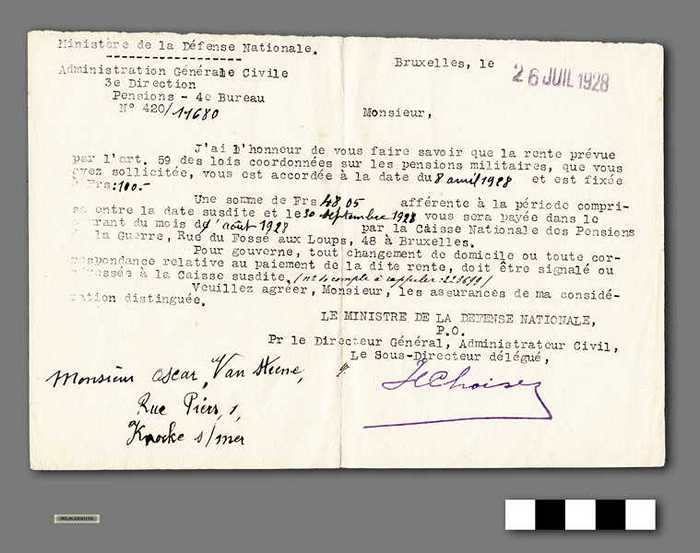 Ministère de la Défense Nationale.
Administration Générale Civile
3e Direction
Pensions - 4e Bureau
N° 420/11680
Bruxelles, le 26 JUIL 1928
Monsieur,
J'ai l'honneur de vous faire savoir que la rente prévue
par l'art. 59 des lois coordonnées sur les pensions militaires, que vous
avez sollicitée, vous est accordée à la date du 8 avril 1928 et est fixée
à Frs:100.-
Une somme de Frs 48,05 afférente à la période compri-
se entre la date susdite et le 30 septembre 1928 vous sera payée dans le
courant du mois d'août 1928 par la Caisse Nationale des Pensions
la Guerre, Rue du Fossé aux Loups, 48 à Bruxelles.
Pour gouverne, tout changement de domicile ou toute cor-
respondance relative au paiement de la dite rente, doit être signalé ou
adressée à la Caisse susdite. (n° de compte à rappeler:
Veuillez agréer, Monsieur, les assurances de ma considé-
ration distinguée.
LE MINISTRE DE LA DEFENSE NATIONALE,
P.O.
Pr le Directeur Général, Administrateur Civil,
Le Sous-Directeur délégué,
Monsieur Oscar Van Steene,
Rue Piers, 1,
Knocke s/mer